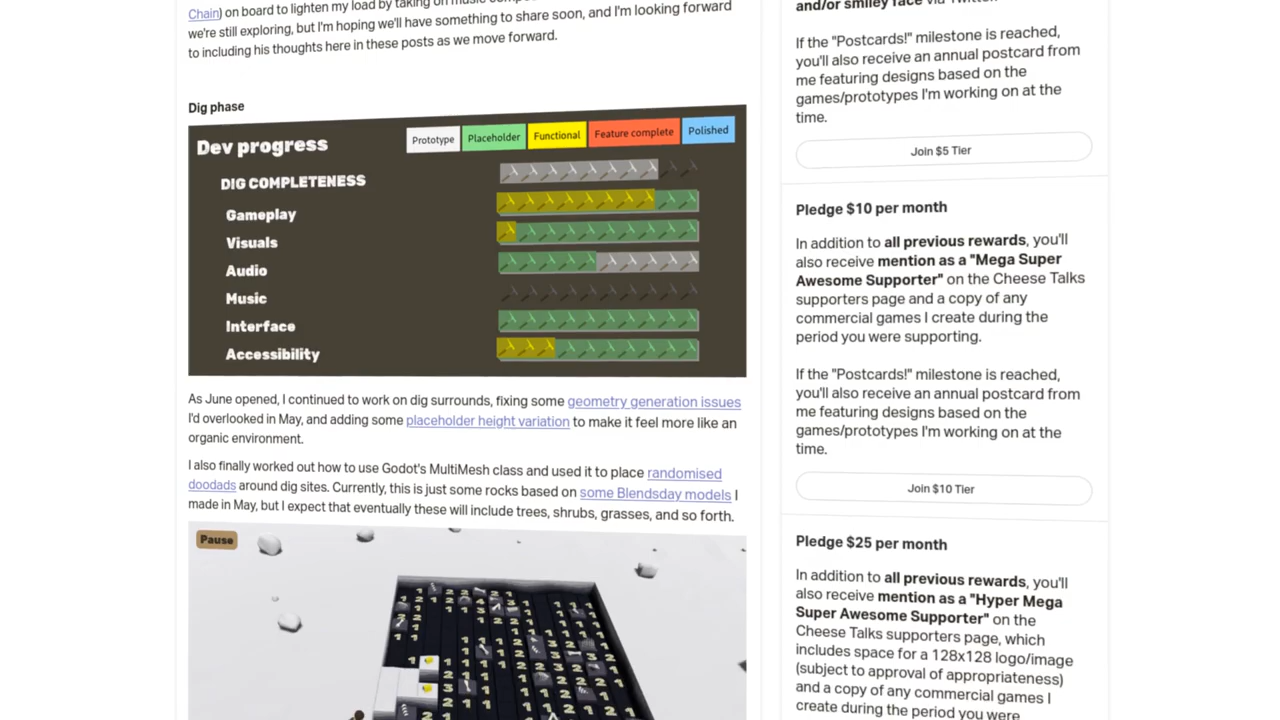 Chain) on board to lighten my load by taking on music
we're still exploring, but I'm hoping we'll have something to share soon, and I'm looking forward
to including his thoughts here in these posts as we move forward.
Dig phase
Dev progress
Prototype
Placeholder
Functional
Feature complete
Polished
DIG COMPLETENESS
Gameplay
Visuals
Audio
Music
Interface
Accessibility
As June opened, I continued to work on dig surrounds, fixing some geometry generation issues
I'd overlooked in May, and adding some placeholder height variation to make it feel more like an
organic environment.
I also finally worked out how to use Godot's MultiMesh class and used it to place randomised
doodads around dig sites. Currently, this is just some rocks based on some Blendsday models I
made in May, but I expect that eventually these will include trees, shrubs, grasses, and so forth.
Pause
and/or smiley face via Twitter
If the "Postcards!" milestone is reached,
you'll also receive an annual postcard from
me featuring designs based on the
games/prototypes I'm working on at the
time.
Join $5 Tier
Pledge $10 per month
In addition to all previous rewards, you'll
also receive mention as a "Mega Super
Awesome Supporter" on the Cheese Talks
supporters page and a copy of any
commercial games I create during the
period you were supporting.
If the "Postcards!" milestone is reached,
you'll also receive an annual postcard from
me featuring designs based on the
games/prototypes I'm working on at the
time.
Join $10 Tier
Pledge $25 per month
In addition to all previous rewards, you'll
also receive mention as a "Hyper Mega
Super Awesome Supporter" on the
Cheese Talks supporters page, which
includes space for a 128x128 logo/image
(subject to approval of appropriateness)
and a copy of any commercial games I
create during the period you were